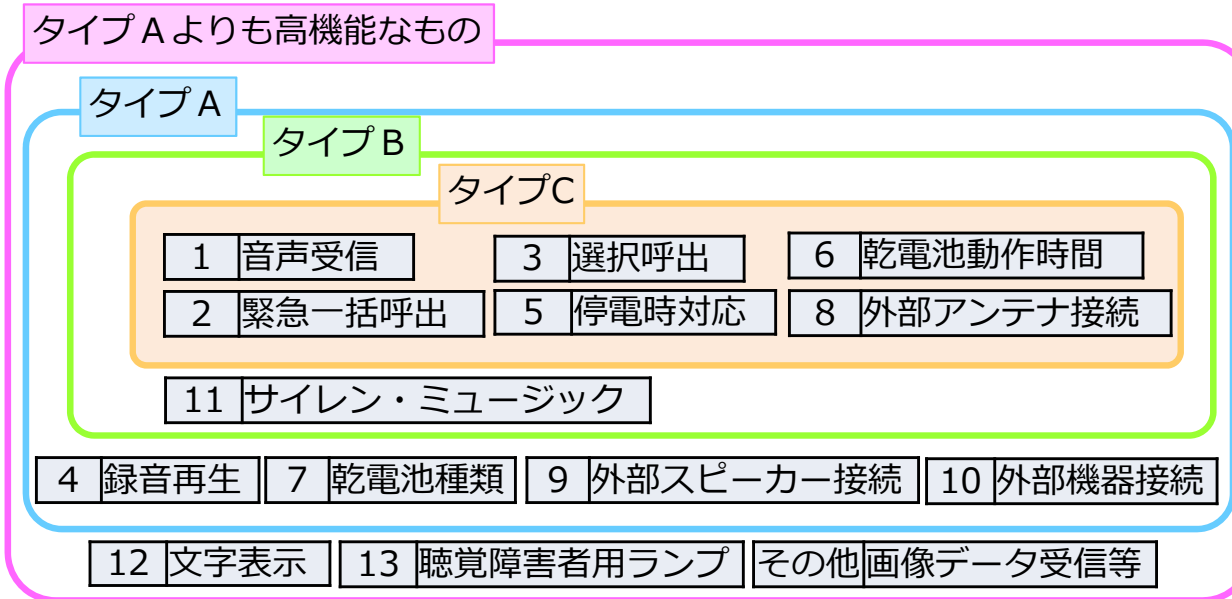 タイプAよりも高機能なもの
タイプA
タイプB
タイプC
1 音声受信 3 選択呼出 6 乾電池動作時間
2 緊急一括呼出 5 停電時対応 8 外部アンテナ接続
11 サイレン・ミュージック
4 録音再生 7 乾電池種類 9 外部スピーカー接続 10 外部機器接続
12 文字表示 13 聴覚障害者用ランプ その他 画像データ受信等